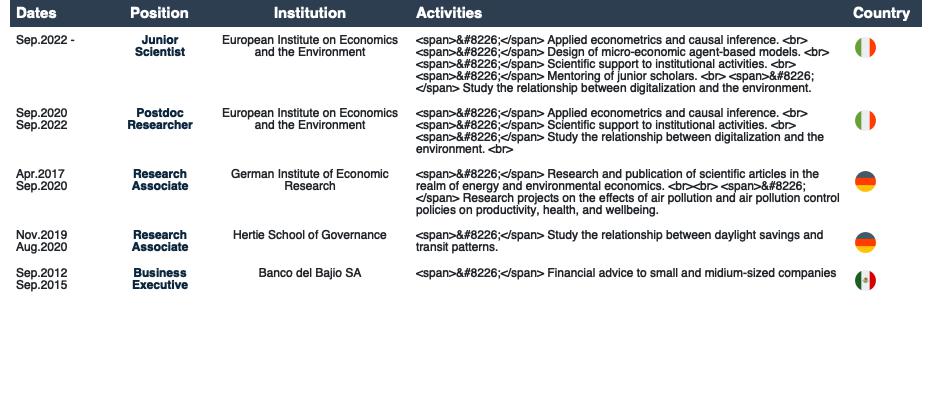 Dates Position Institution Activities Country
Sep.2022 - Junior European Institute on Economics <span>&#8226;</span> Applied econometrics and causal inference. <br>
Scientist and the Environment <span>&#8226;</span> Design of micro-economic agent-based models. <br>
<span>&#8226;</span> Scientific support to institutional activities. <br>
<span>&#8226;</span> Mentoring of junior scholars. <br> <span>&#8226;
</span> Study the relationship between digitalization and the environment.
Sep.2020 Postdoc European Institute on Economics <span>&#8226;</span> Applied econometrics and causal inference. <br>
Sep.2022 Researcher and the Environment <span>&#8226;</span> Scientific support to institutional activities. <br>
<span>&#8226;</span> Study the relationship between digitalization and the
environment. <br>
Apr.2017 Research German Institute of Economic <span>&#8226;</span> Research and publication of scientific articles in the
Sep.2020 Associate Research realm of energy and environmental economics. <br><br> <span>&#8226;
</span> Research projects on the effects of air pollution and air pollution control
policies on productivity, health, and wellbeing.
Nov.2019 Research Hertie School of Governance <span>&#8226;</span> Study the relationship between daylight savings and
Aug.2020 Associate transit patterns.
Sep.2012 Business Banco del Bajio SA <span>&#8226;</span> Financial advice to small and midium-sized companies
Sep.2015 Executive